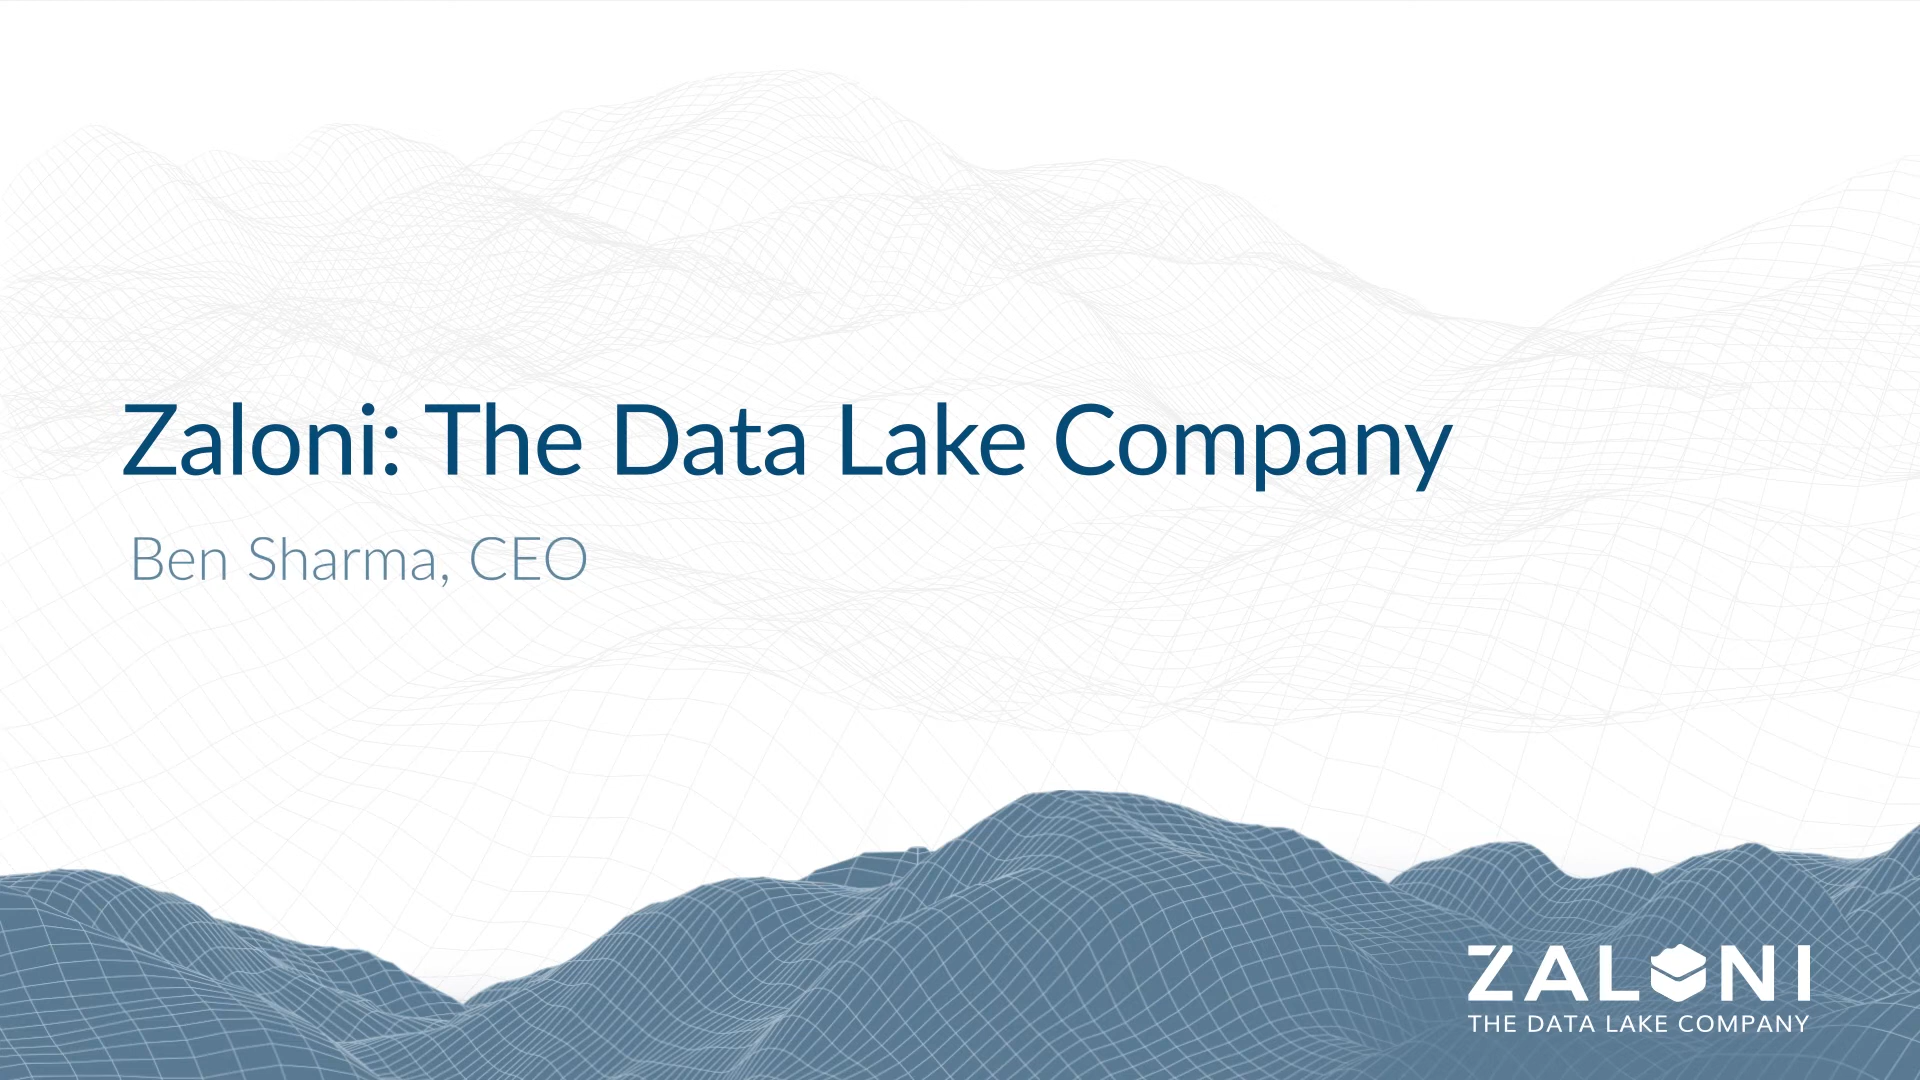 Zaloni: The Data Lake Company
Ben Sharma, CEO
ZALONI
THE DATA LAKE COMPANY